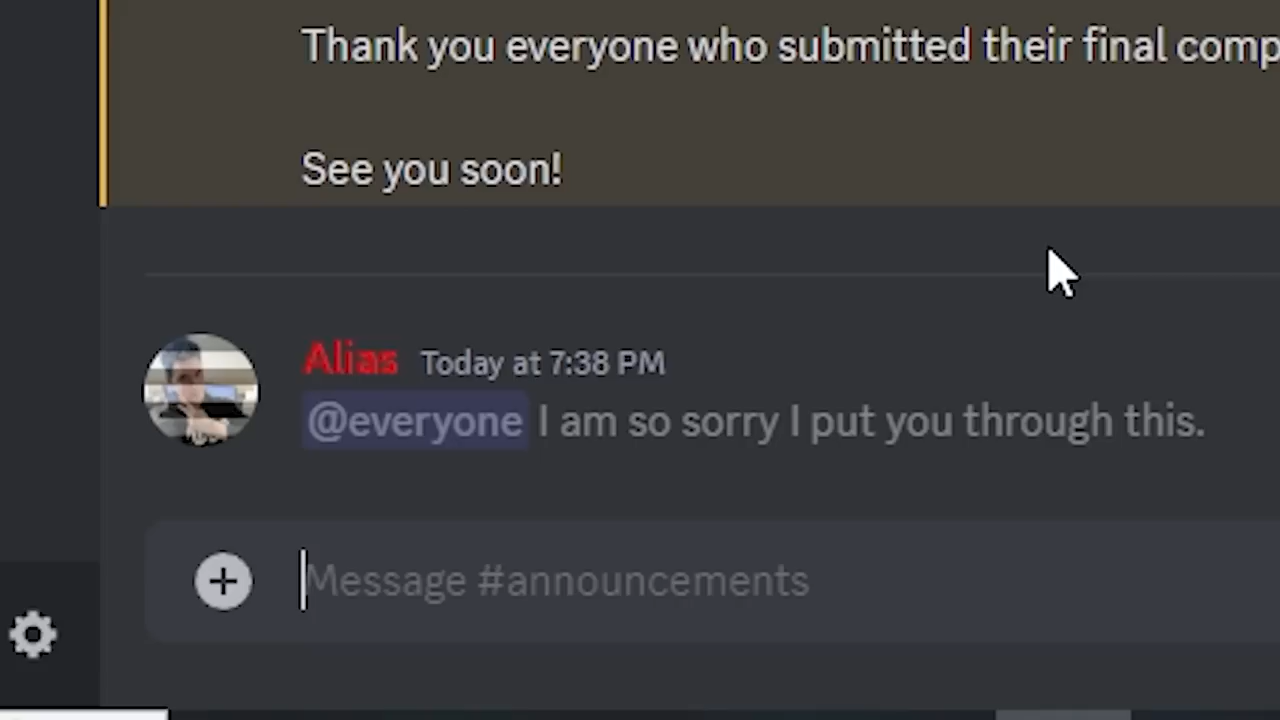 Thank you everyone who submitted their final comp
See you soon!
Alias Today at 7:38 PM
@everyone I am so sorry I put you through this.
Message #announcements